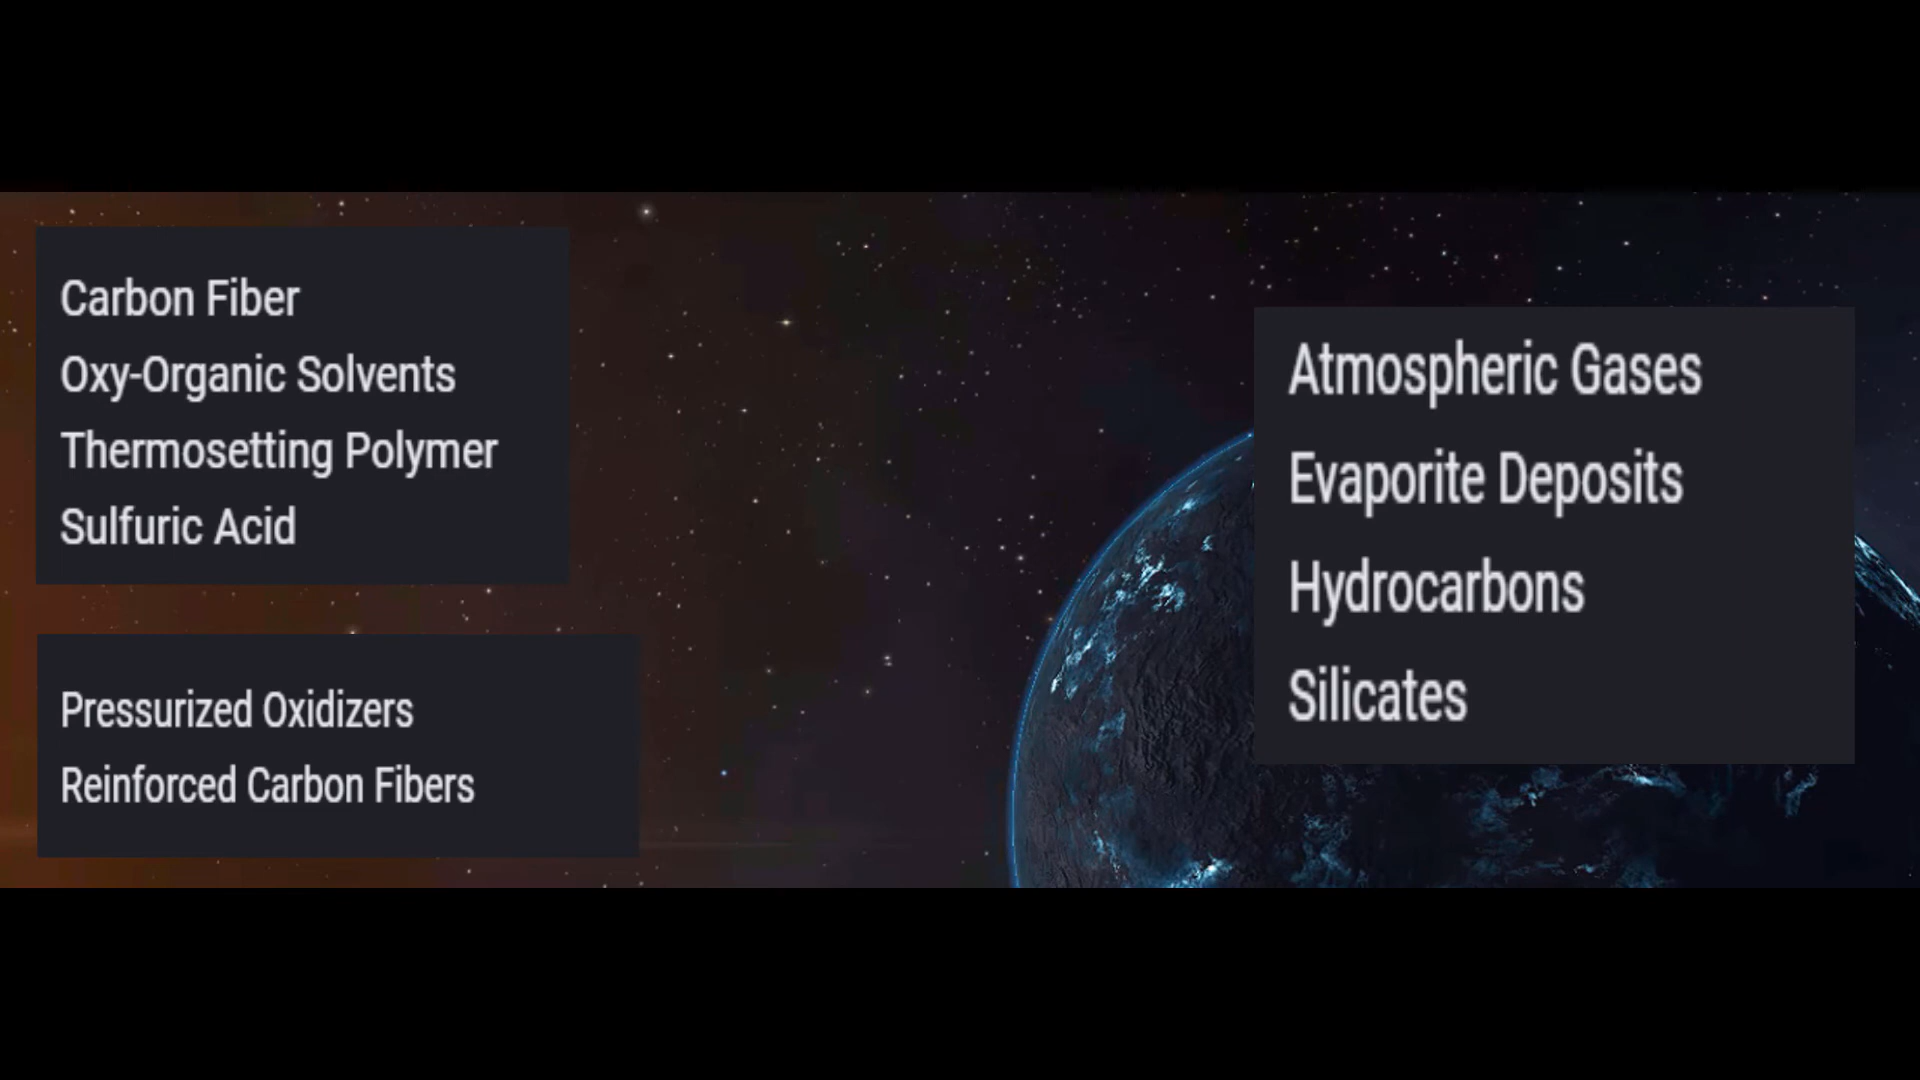 Carbon Fiber
Oxy-Organic Solvents
Thermosetting Polymer
Sulfuric Acid
Pressurized Oxidizers
Reinforced Carbon Fibers
Atmospheric Gases
Evaporite Deposits
Hydrocarbons
Silicates